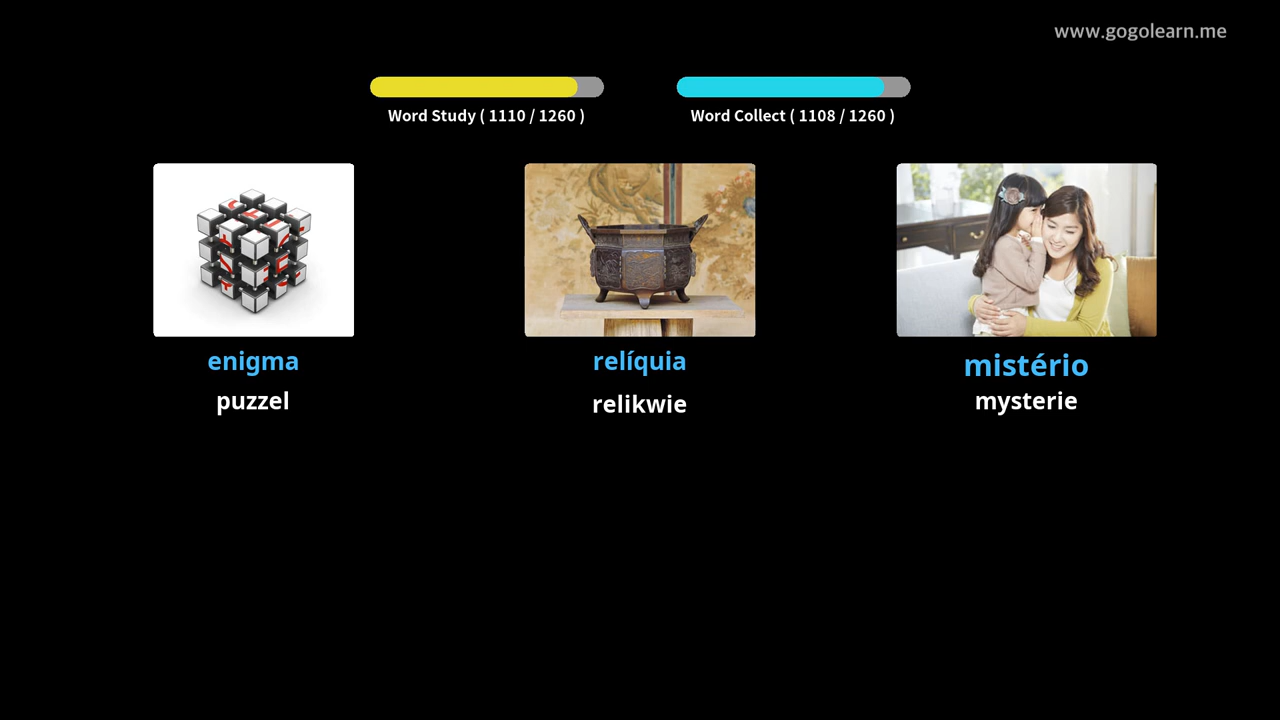 www.gogolearn.me
Word Study ( 1110 / 1260 )
Word Collect ( 1108 / 1260 )
enigma
puzzel
relíquia
relikwie
mistério
mysterie